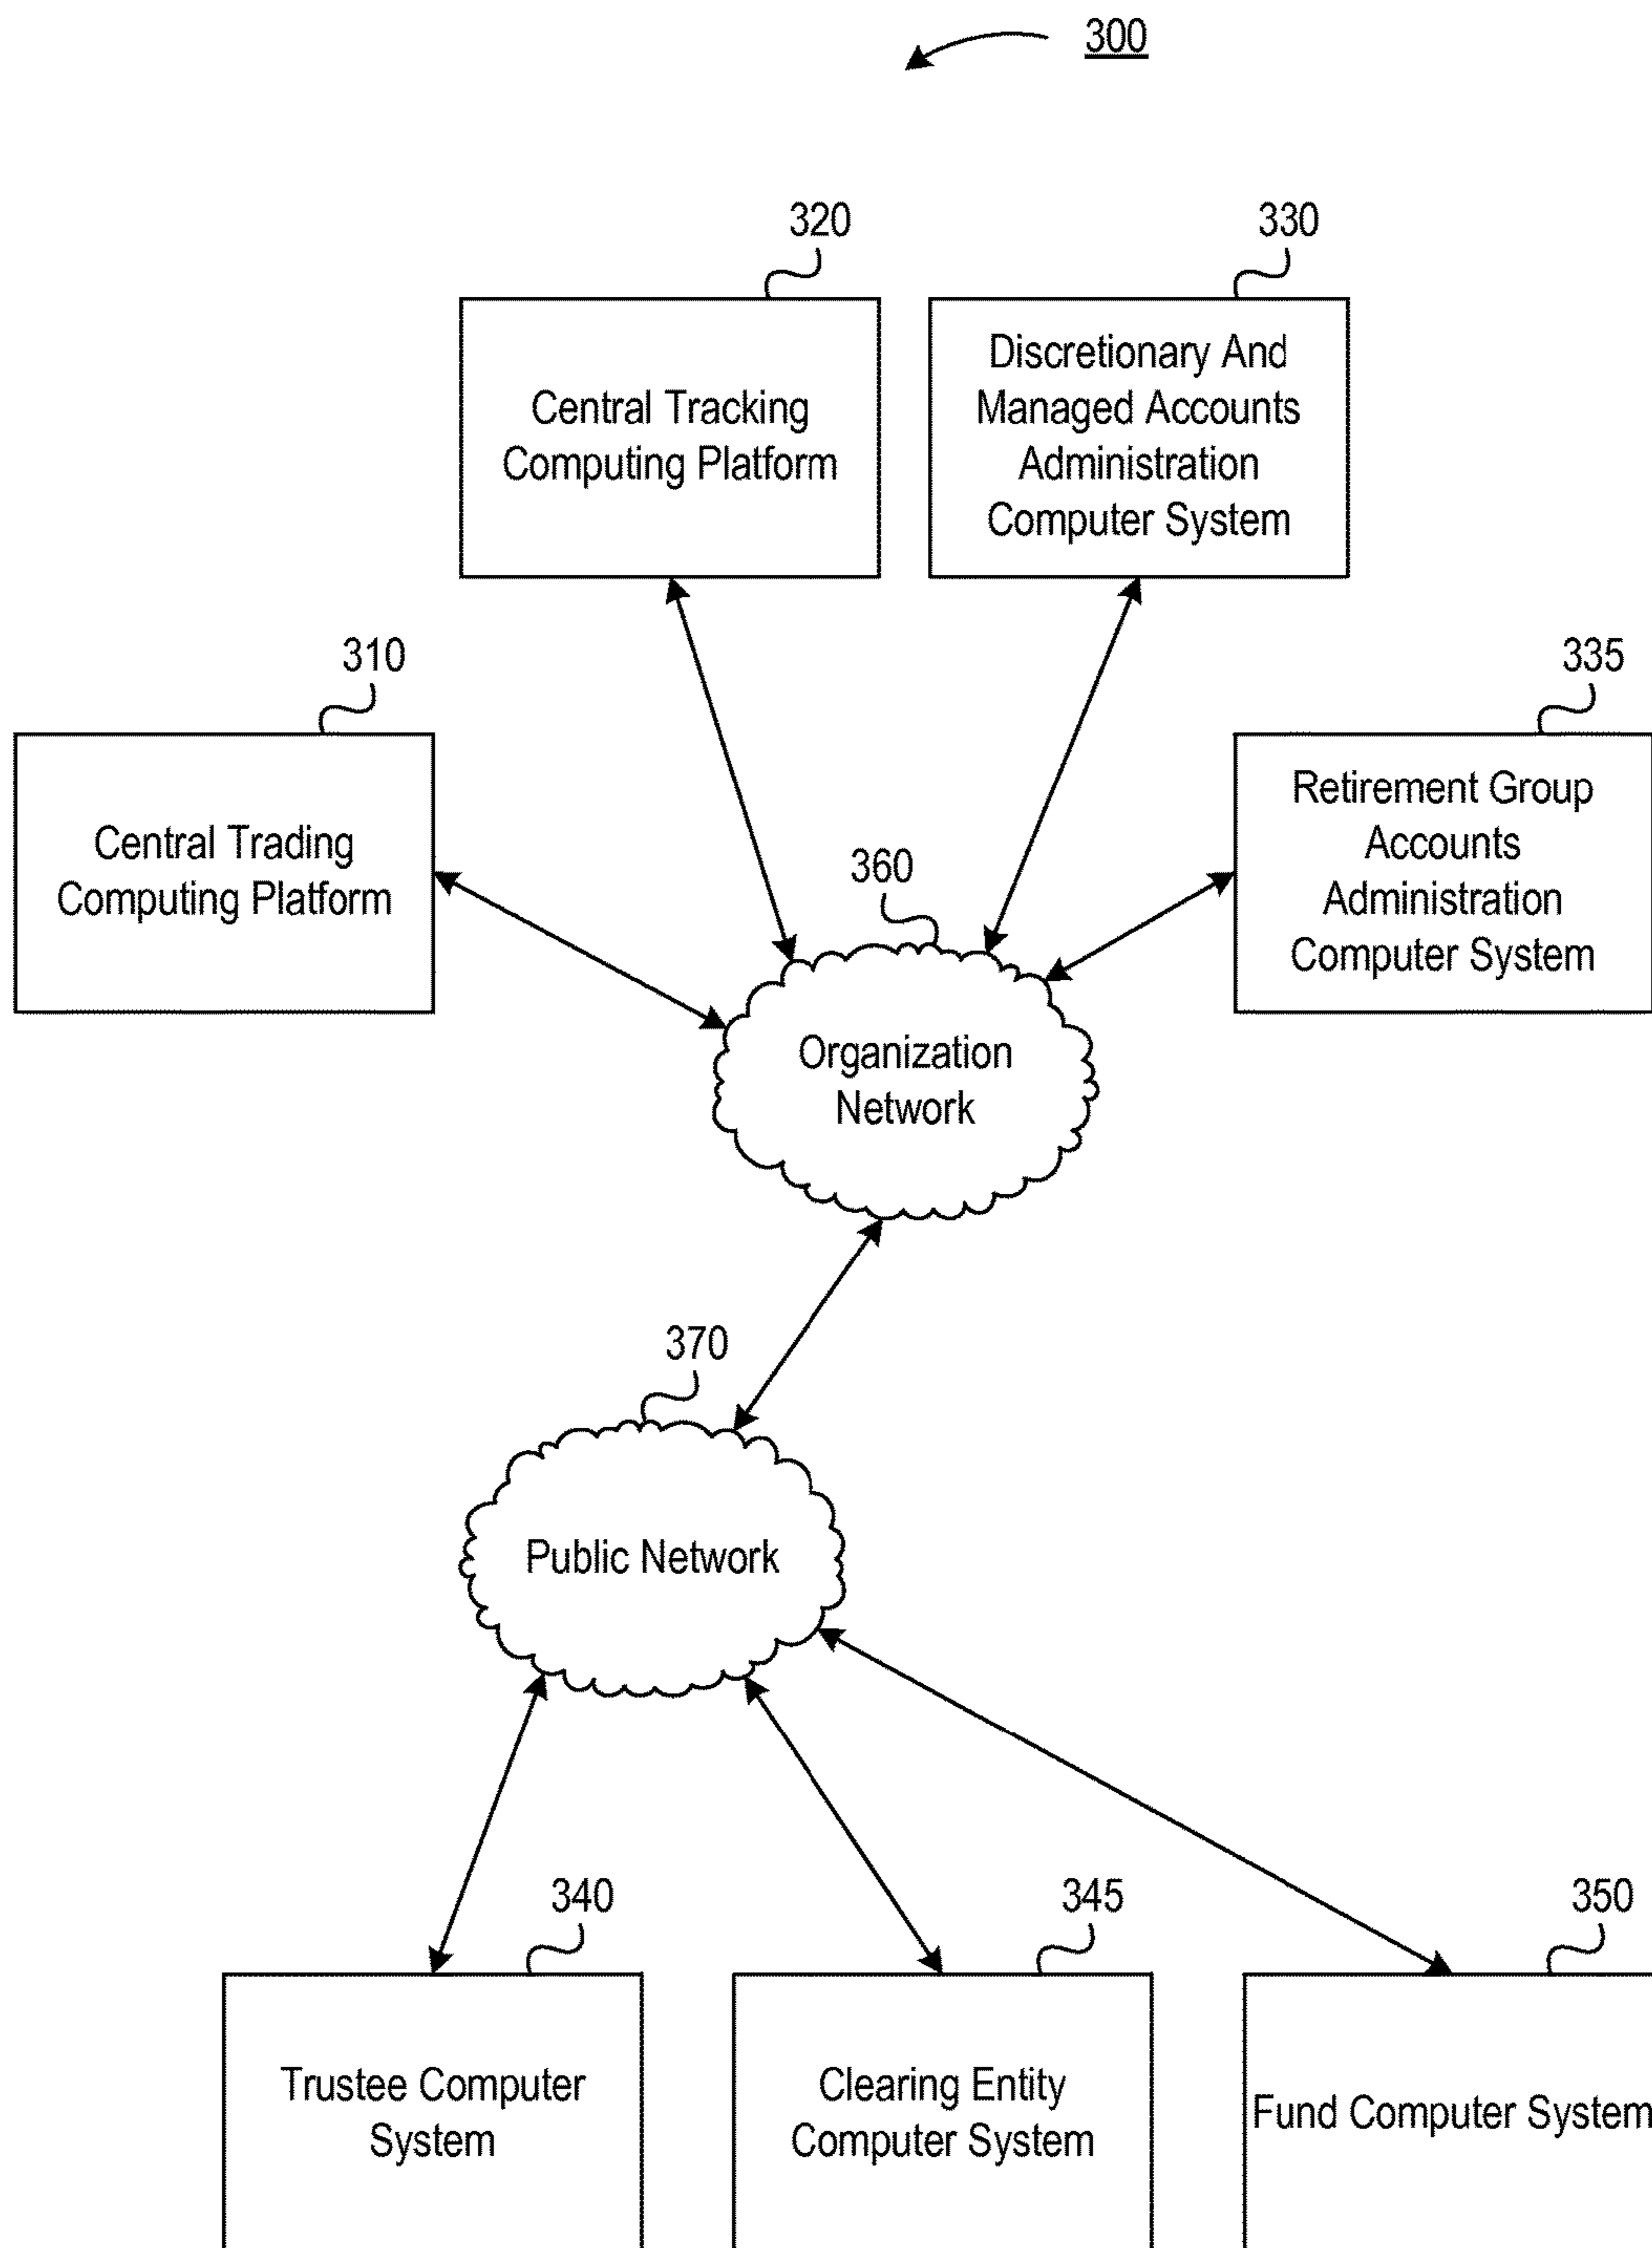 300
320
330
Central Tracking
Computing Platform
Discretionary And
Managed Accounts
Administration
Computer System
310
335
Central Trading
Computing Platform
Retirement Group
Accounts
Administration
Computer System
360
Organization
Network
370
Public Network
340
345
350
Trustee Computer
System
Clearing Entity
Computer System
Fund Computer System